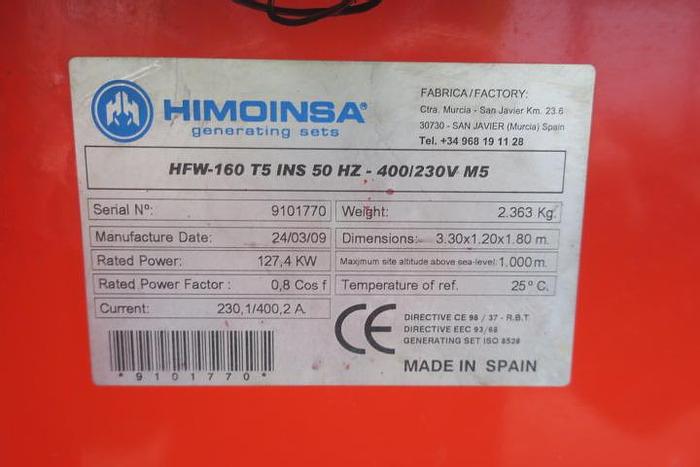 HIMOINSA®
generating sets
FABRICA/FACTORY:
Ctra. Murcia - San Javier Km. 23.6
30730 - SAN JAVIER (Murcia) Spain
Tel. +34 968 19 11 28
HFW-160 T5 INS 50 HZ - 400/230V M5
Serial Nº: 9101770
Weight: 2.363 Kg.
Manufacture Date: 24/03/09
Dimensions: 3.30x1.20x1.80 m.
Rated Power: 127,4 KW
Maximum site altitude above sea-level: 1.000 m.
Rated Power Factor : 0,8 Cos f
Temperature of ref. 25º C.
Current: 230,1/400,2 A.
CE
DIRECTIVE CE 98 / 37 - R.B.T
DIRECTIVE EEC 93/68
GENERATING SET ISO 8528
*9101770*
MADE IN SPAIN